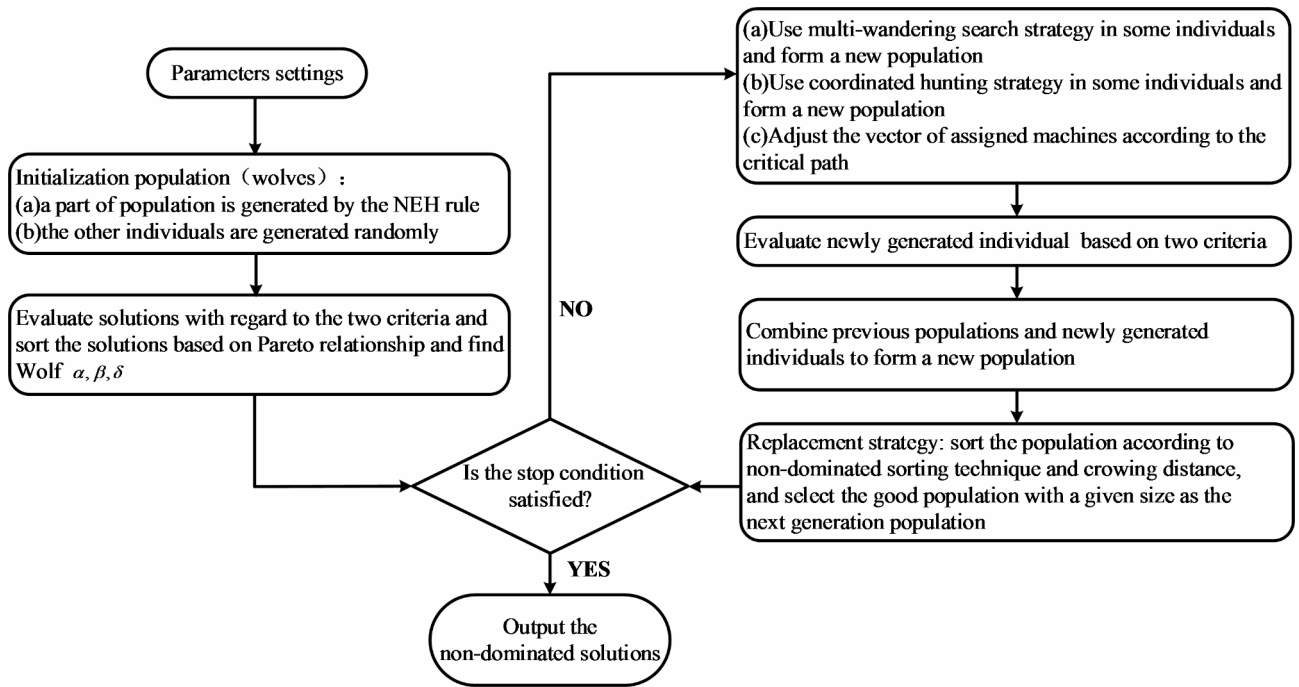 Parameters settings
Initialization population（wolves）:
(a)a part of population is generated by the NEH rule
(b)the other individuals are generated randomly
Evaluate solutions with regard to the two criteria and
sort the solutions based on Pareto relationship and find
Wolf α, β, δ
Is the stop condition
satisfied?
NO
YES
Output the
non-dominated solutions
(a)Use multi-wandering search strategy in some individuals
and form a new population
(b)Use coordinated hunting strategy in some individuals and
form a new population
(c)Adjust the vector of assigned machines according to the
critical path
Evaluate newly generated individual based on two criteria
Combine previous populations and newly generated
individuals to form a new population
Replacement strategy: sort the population according to
non-dominated sorting technique and crowing distance,
and select the good population with a given size as the
next generation population